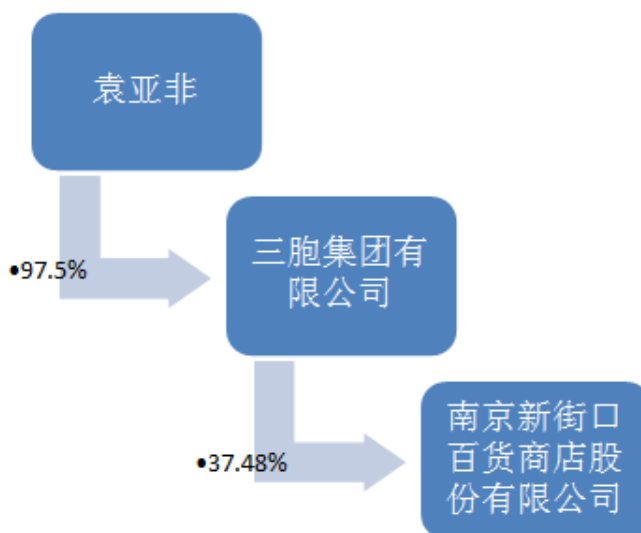 袁亚非
•97.5%
三胞集团有
限公司
•37.48%
南京新街口
百货商店股
份有限公司